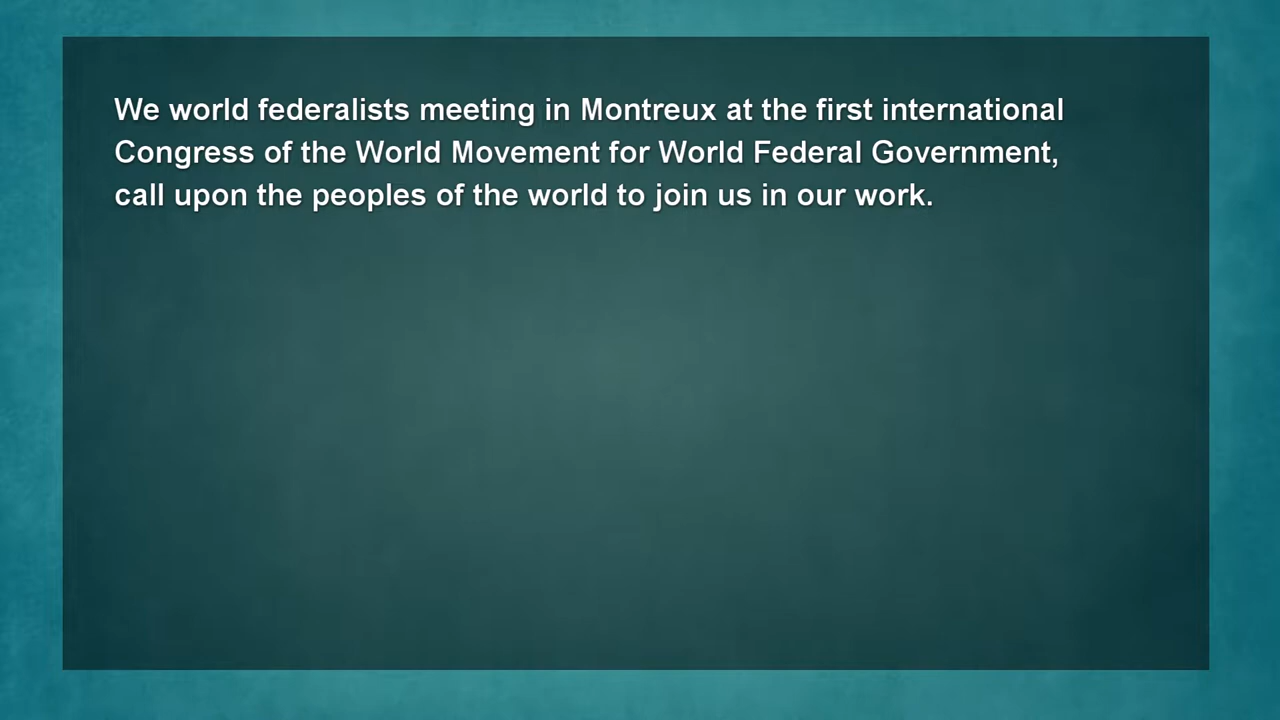 We world federalists meeting in Montreux at the first international
Congress of the World Movement for World Federal Government,
call upon the peoples of the world to join us in our work.